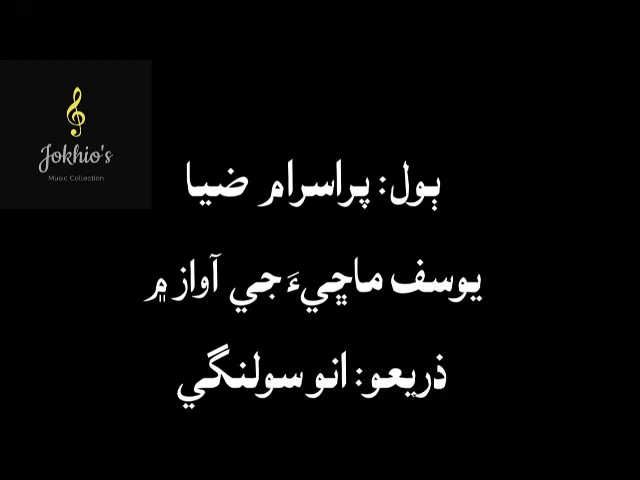 Jokhio's
Music Collection
ٻول: پراسرام ضيا
يوسف ماڇيءَ جي آواز ۾
ذريعو: انو سولنگي